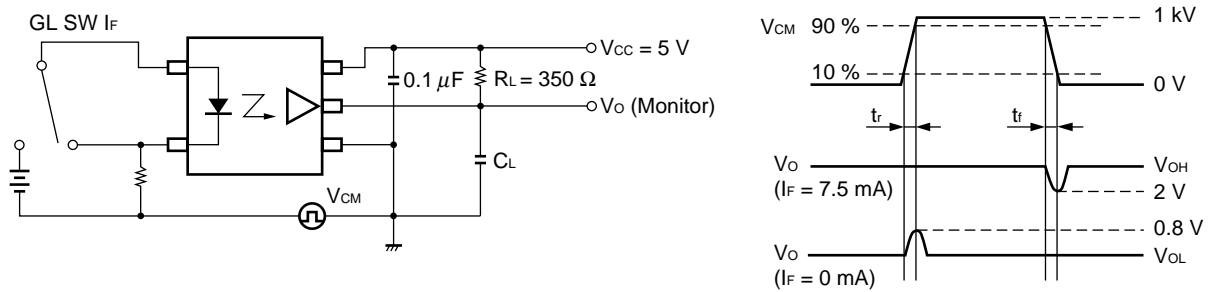 GL SW IF
VCC = 5 V
0.1 μF
RL = 350 Ω
VO (Monitor)
CL
VCM
VCM 90 %
1 kV
10 %
0 V
tr
tf
VO
(IF = 7.5 mA)
VOH
2 V
0.8 V
VO
(IF = 0 mA)
VOL